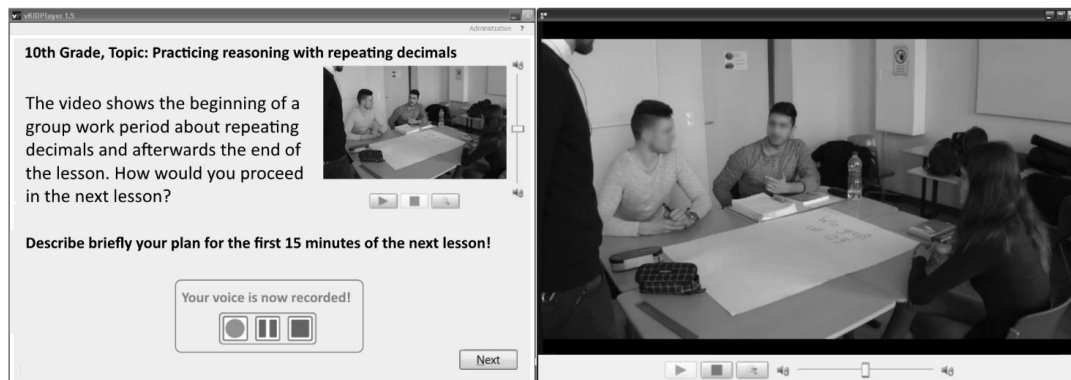 vKIDPlayer 1.5
Administration ?
10th Grade, Topic: Practicing reasoning with repeating decimals
The video shows the beginning of a
group work period about repeating
decimals and afterwards the end of
the lesson. How would you proceed
in the next lesson?
Describe briefly your plan for the first 15 minutes of the next lesson!
Your voice is now recorded!
Next